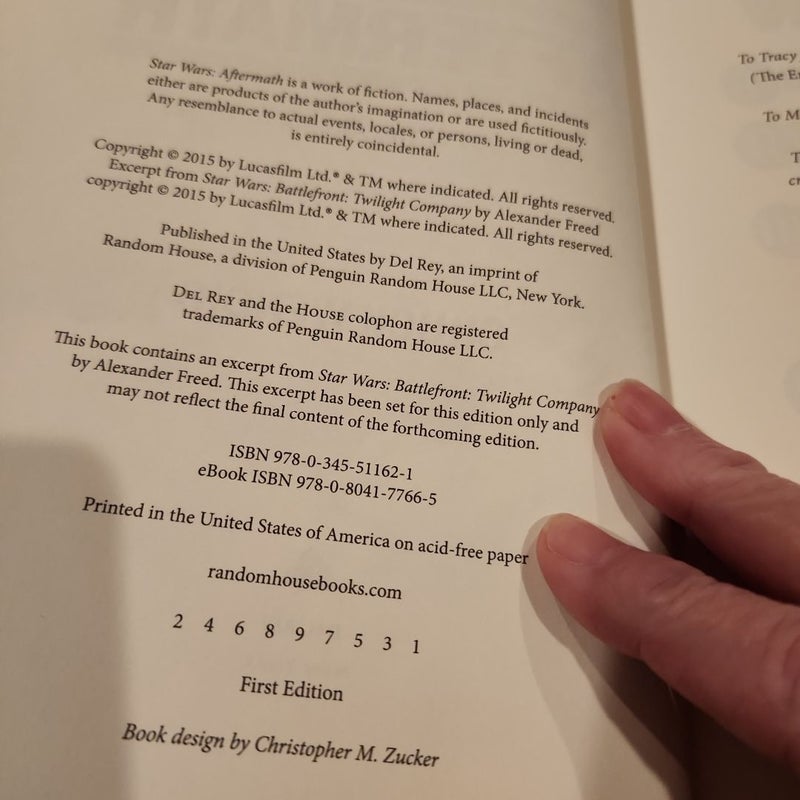 Star Wars: Aftermath is a work of fiction. Names, places, and incidents
either are products of the author's imagination or are used fictitiously.
Any resemblance to actual events, locales, or persons, living or dead,
is entirely coincidental.
Copyright © 2015 by Lucasfilm Ltd.® & TM where indicated. All rights reserved.
Excerpt from Star Wars: Battlefront: Twilight Company by Alexander Freed
copyright © 2015 by Lucasfilm Ltd.® & TM where indicated. All rights reserved.
Published in the United States by Del Rey, an imprint of
Random House, a division of Penguin Random House LLC, New York.
DEL REY and the HOUSE colophon are registered
trademarks of Penguin Random House LLC.
This book contains an excerpt from Star Wars: Battlefront: Twilight Company
by Alexander Freed. This excerpt has been set for this edition only and
may not reflect the final content of the forthcoming edition.
ISBN 978-0-345-51162-1
eBook ISBN 978-0-8041-7766-5
Printed in the United States of America on acid-free paper
randomhousebooks.com
2 4 6 8 9 7 5 3 1
First Edition
Book design by Christopher M. Zucker
To Tracy
(The
To